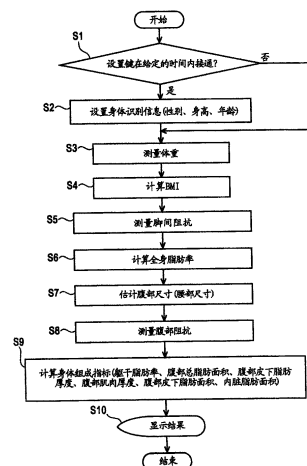 开始
S1
设置键在给定的时间内接通?
否
是
S2
设置身体识别信息(性别、身高、年龄)
S3
测量体重
S4
计算BMI
S5
测量脚间阻抗
S6
计算全身脂肪率
S7
估计腹部尺寸(腰部尺寸)
S8
测量腹部阻抗
S9
计算身体组成指标(躯干脂肪率、腹部总脂肪面积、腹部皮下脂肪
厚度、腹部肌肉厚度、腹部皮下脂肪面积、内脏脂肪面积)
S10
显示结果
结束